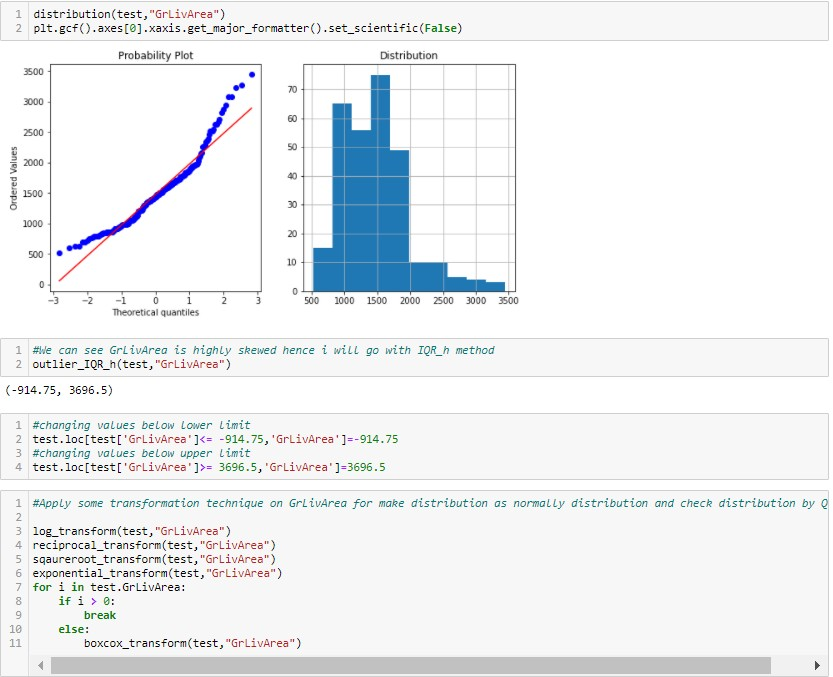 1 distribution(test,"GrLivArea")
2 plt.gcf().axes[0].xaxis.get_major_formatter().set_scientific(False)
Probability Plot
Distribution
3500
3000
2500
2000
1500
1000
500
0
Ordered Values
−3 −2 −1 0 1 2 3
Theoretical quantiles
70
60
50
40
30
20
10
0
500 1000 1500 2000 2500 3000 3500
1 #We can see GrLivArea is highly skewed hence i will go with IQR_h method
2 outlier_IQR_h(test,"GrLivArea")
(-914.75, 3696.5)
1 #changing values below lower limit
2 test.loc[test['GrLivArea']<= -914.75,'GrLivArea']=-914.75
3 #changing values below upper limit
4 test.loc[test['GrLivArea']>= 3696.5,'GrLivArea']=3696.5
1 #Apply some transformation technique on GrLivArea for make distribution as normally distribution and check distribution by Q
2
3 log_transform(test,"GrLivArea")
4 reciprocal_transform(test,"GrLivArea")
5 sqaureroot_transform(test,"GrLivArea")
6 exponential_transform(test,"GrLivArea")
7 for i in test.GrLivArea:
8 if i > 0:
9 break
10 else:
11 boxcox_transform(test,"GrLivArea")